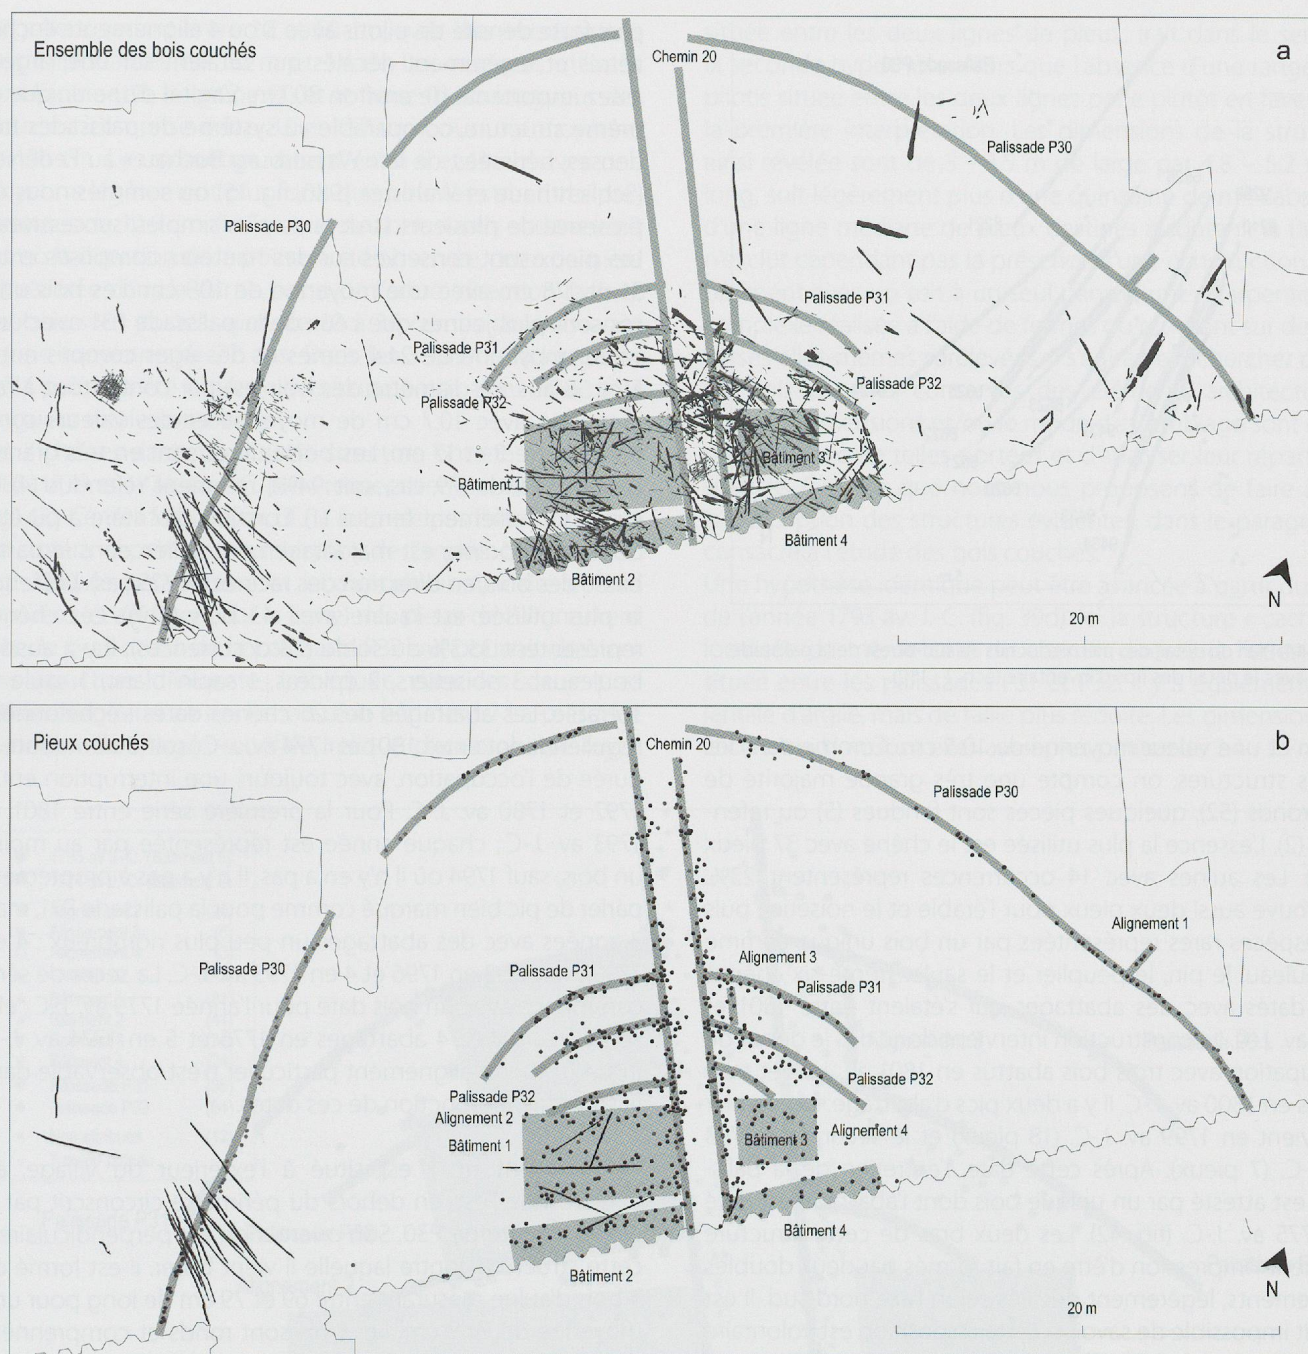 Ensemble des bois couchés
a
Chemin 20
Palissade P30
Palissade P30
Palissade P31
Palissade P31
Palissade P32
Palissade P32
Bâtiment 1
Bâtiment 3
Bâtiment 4
Bâtiment 2
N
20 m
Pieux couchés
b
Chemin 20
Palissade P30
Alignement 1
Palissade P30
Palissade P31
Alignement 3
Palissade P31
Palissade P32
Palissade P32
Alignement 2
Bâtiment 1
Bâtiment 3
Alignement 4
Bâtiment 4
Bâtiment 2
N
20 m